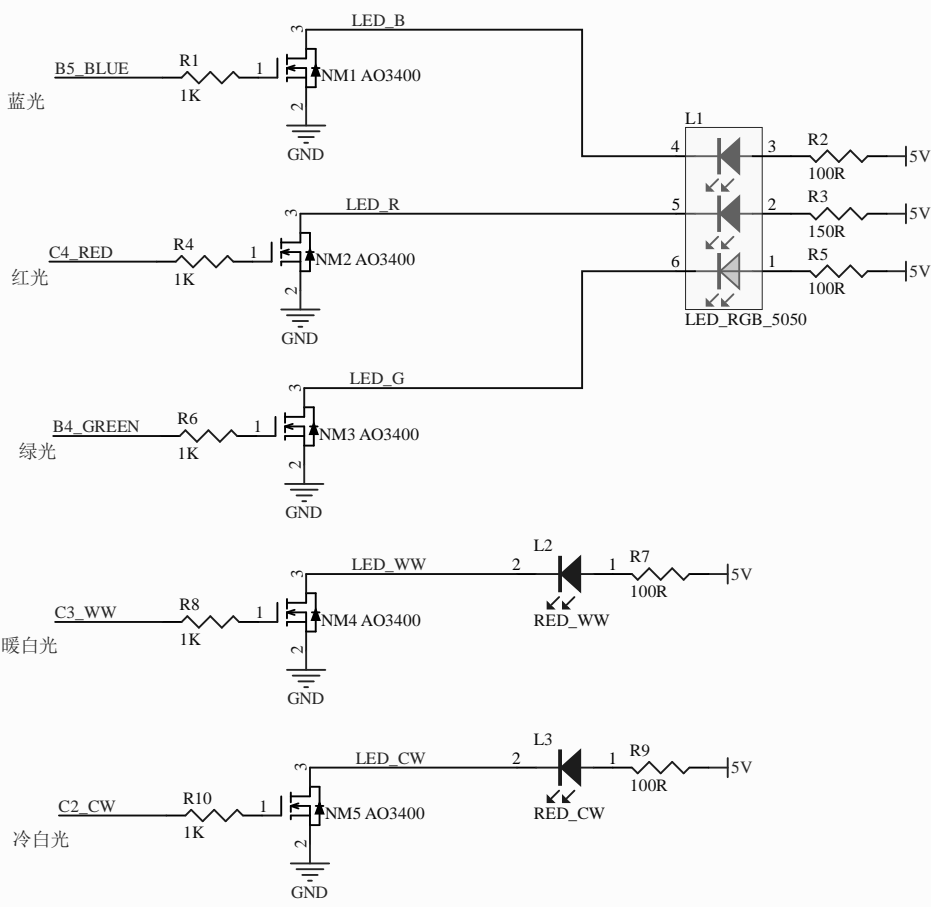 LED_B
3
B5_BLUE
R1
1
NM1 AO3400
1K
蓝光
2
GND
L1
4
3
R2
5V
100R
LED_R
3
5
2
R3
5V
150R
C4_RED
R4
1
NM2 AO3400
1K
红光
2
GND
6
1
R5
5V
100R
LED_RGB_5050
LED_G
3
B4_GREEN
R6
1
NM3 AO3400
1K
绿光
2
GND
LED_WW
3
L2
2
1
R7
5V
100R
RED_WW
C3_WW
R8
1
NM4 AO3400
1K
暖白光
2
GND
LED_CW
3
L3
2
1
R9
5V
100R
RED_CW
C2_CW
R10
1
NM5 AO3400
1K
冷白光
2
GND